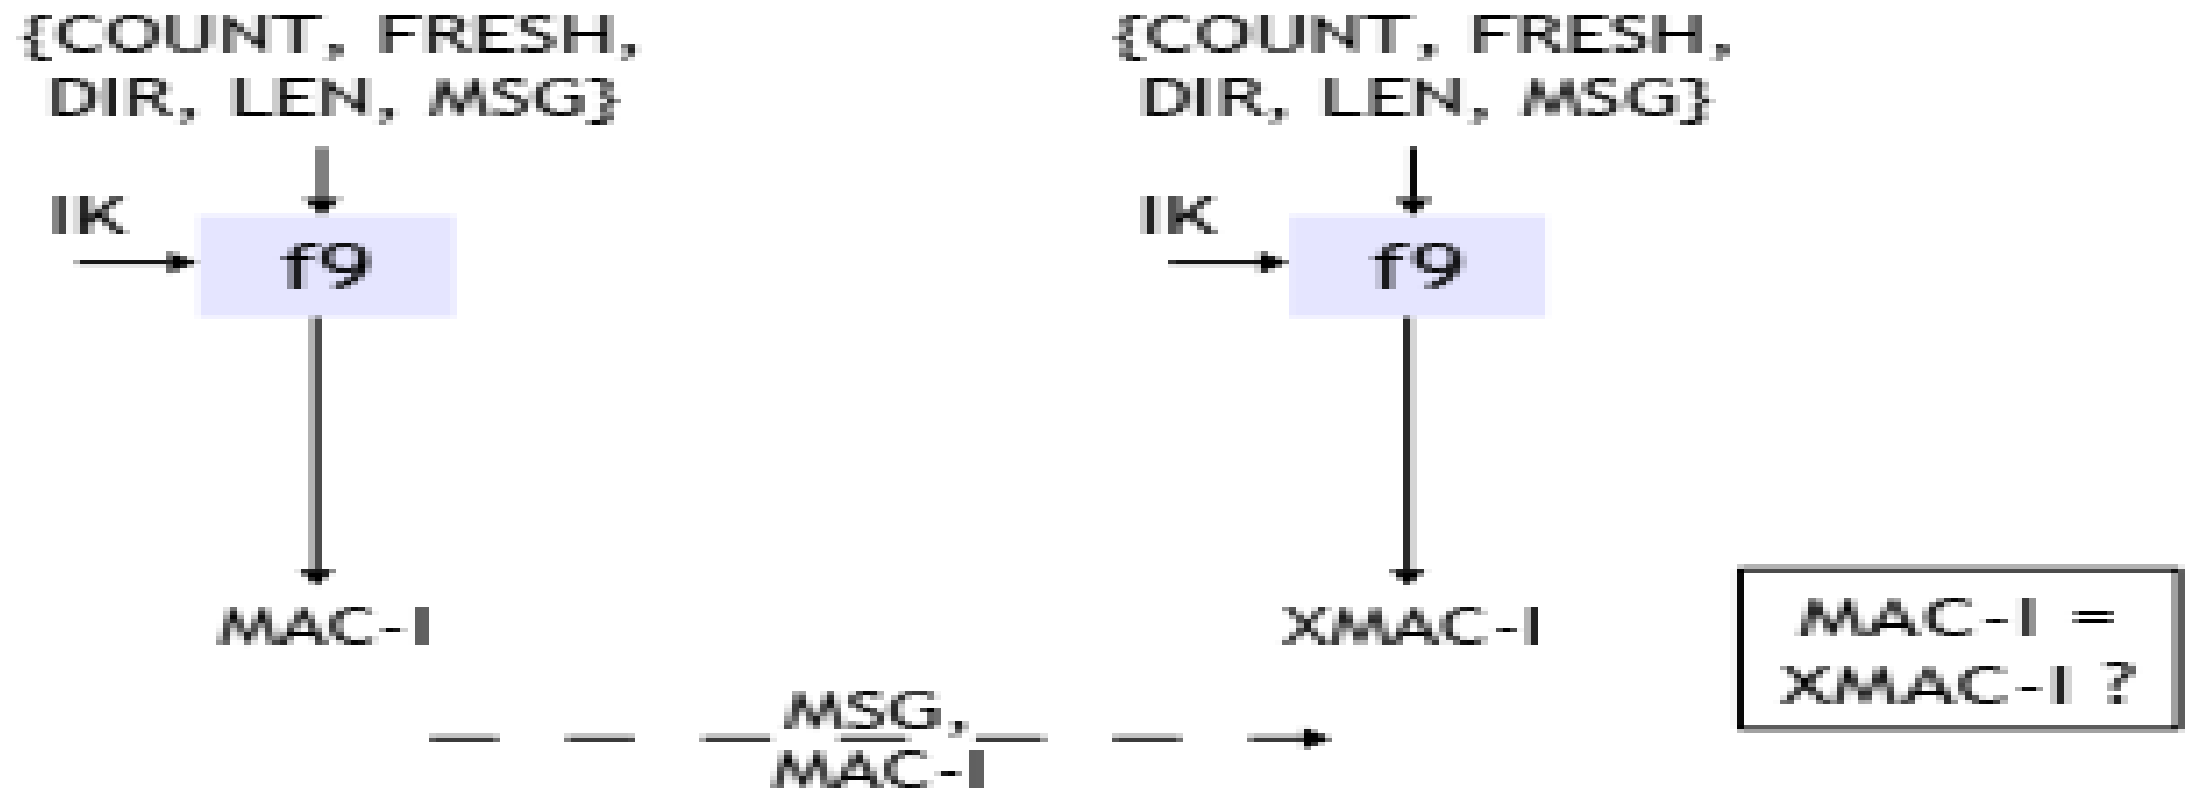 {COUNT, FRESH,
DIR, LEN, MSG}
IK
f9
MAC-I
{COUNT, FRESH,
DIR, LEN, MSG}
IK
f9
XMAC-I
MSG,
MAC-I
MAC-I =
XMAC-I ?